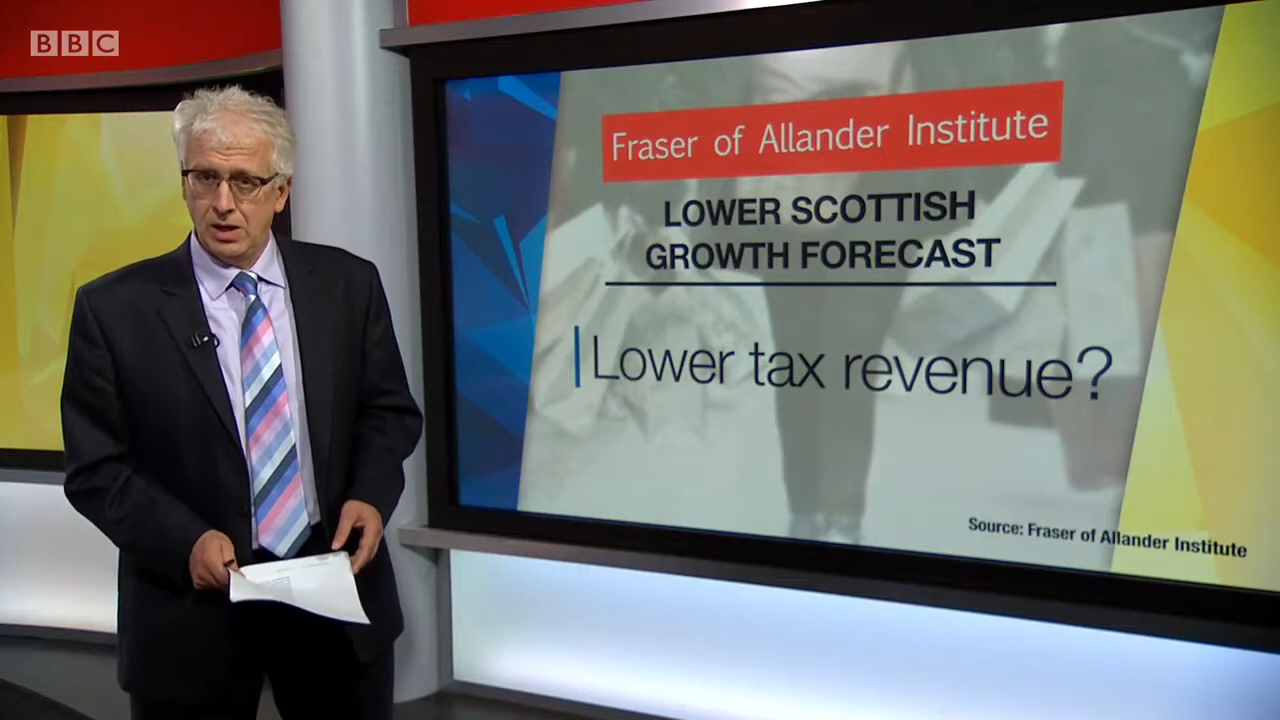 BBC
Fraser of Allander Institute
LOWER SCOTTISH
GROWTH FORECAST
Lower tax revenue?
Source: Fraser of Allander Institute